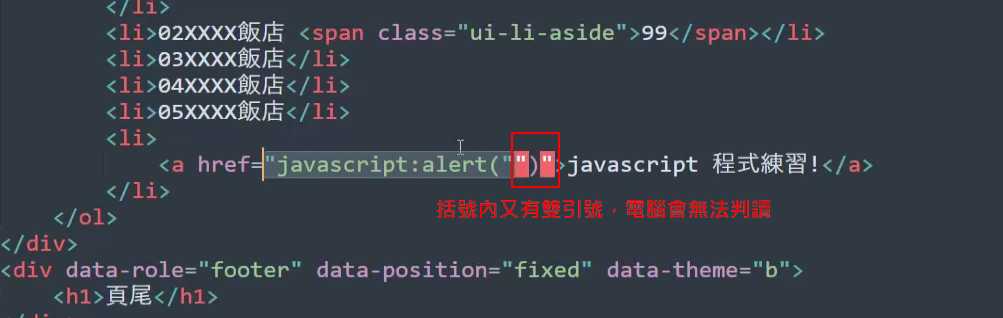 </li>
<li>02XXXX飯店 <span class="ui-li-aside">99</span></li>
<li>03XXXX飯店</li>
<li>04XXXX飯店</li>
<li>05XXXX飯店</li>
<li>
<a href="javascript:alert("")">javascript 程式練習!</a>
</li>
括號內又有雙引號，電腦會無法判讀
</ol>
</div>
<div data-role="footer" data-position="fixed" data-theme="b">
<h1>頁尾</h1>
</div>